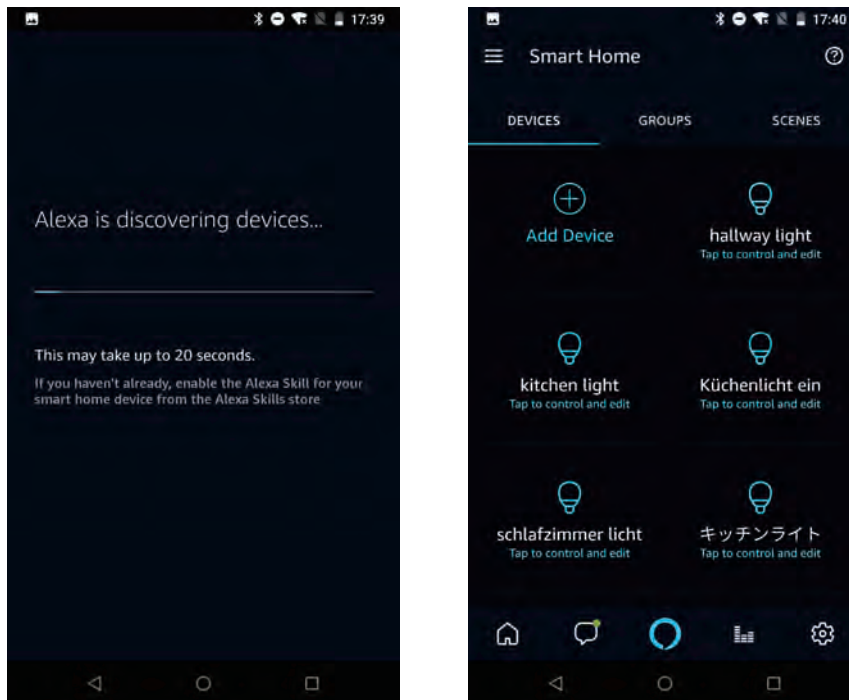 17:39
Alexa is discovering devices...
This may take up to 20 seconds.
If you haven't already, enable the Alexa Skill for your
smart home device from the Alexa Skills store
17:40
Smart Home
DEVICES GROUPS SCENES
Add Device
hallway light
Tap to control and edit
kitchen light
Tap to control and edit
Küchenlicht ein
Tap to control and edit
schlafzimmer licht
Tap to control and edit
キッチンライト
Tap to control and edit